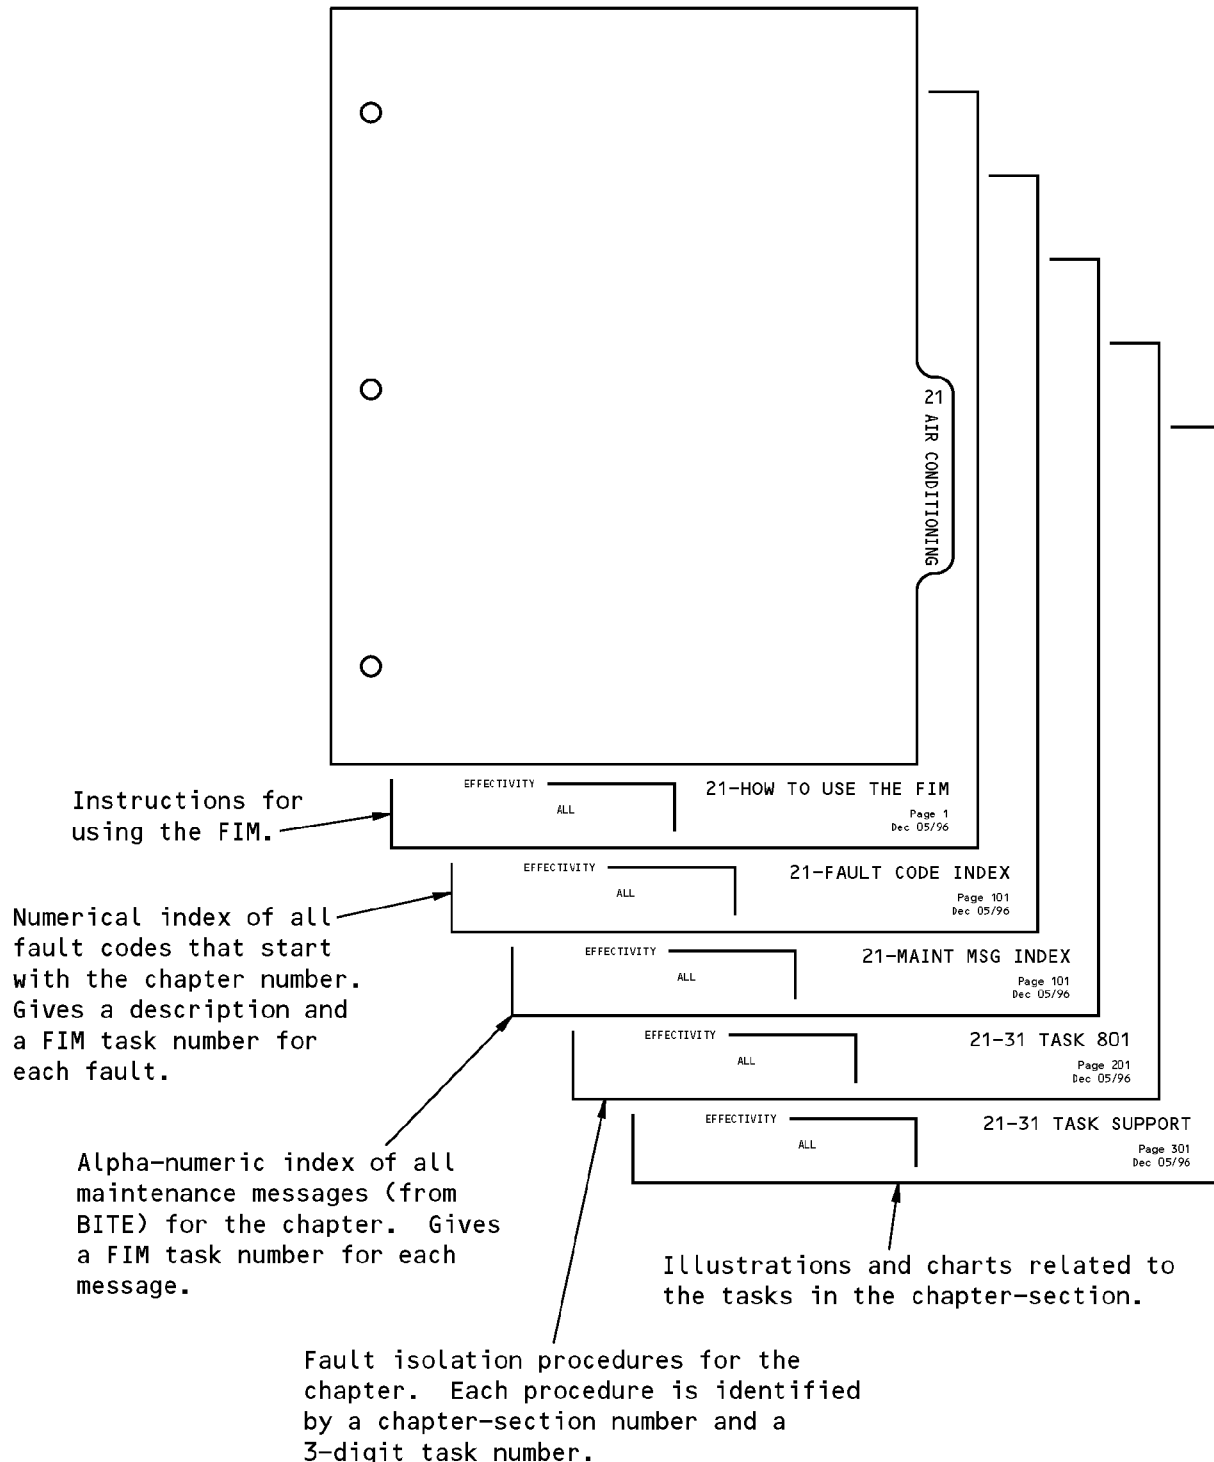 21 AIR CONDITIONING
EFFECTIVITY
ALL
21-HOW TO USE THE FIM
Page 1
Dec 05/96
Instructions for
using the FIM.
EFFECTIVITY
ALL
21-FAULT CODE INDEX
Page 101
Dec 05/96
Numerical index of all
fault codes that start
with the chapter number.
Gives a description and
a FIM task number for
each fault.
EFFECTIVITY
ALL
21-MAINT MSG INDEX
Page 101
Dec 05/96
EFFECTIVITY
ALL
21-31 TASK 801
Page 201
Dec 05/96
EFFECTIVITY
ALL
21-31 TASK SUPPORT
Page 301
Dec 05/96
Alpha-numeric index of all
maintenance messages (from
BITE) for the chapter.  Gives
a FIM task number for each
message.
Illustrations and charts related to
the tasks in the chapter-section.
Fault isolation procedures for the
chapter.  Each procedure is identified
by a chapter-section number and a
3-digit task number.